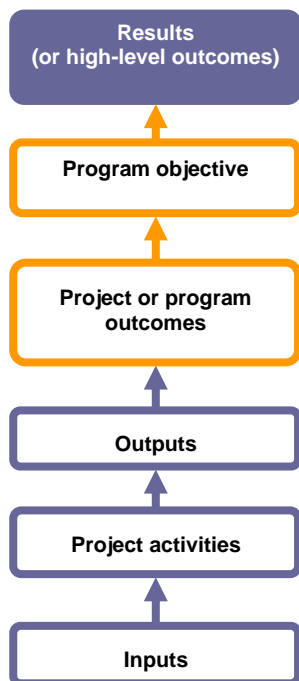 Results
(or high-level outcomes)
Program objective
Project or program
outcomes
Outputs
Project activities
Inputs